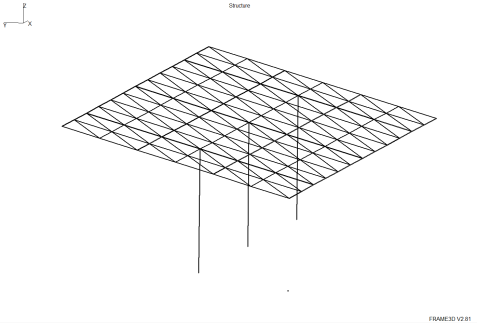 Structure
Z
Y X
FRAME3D V2.81